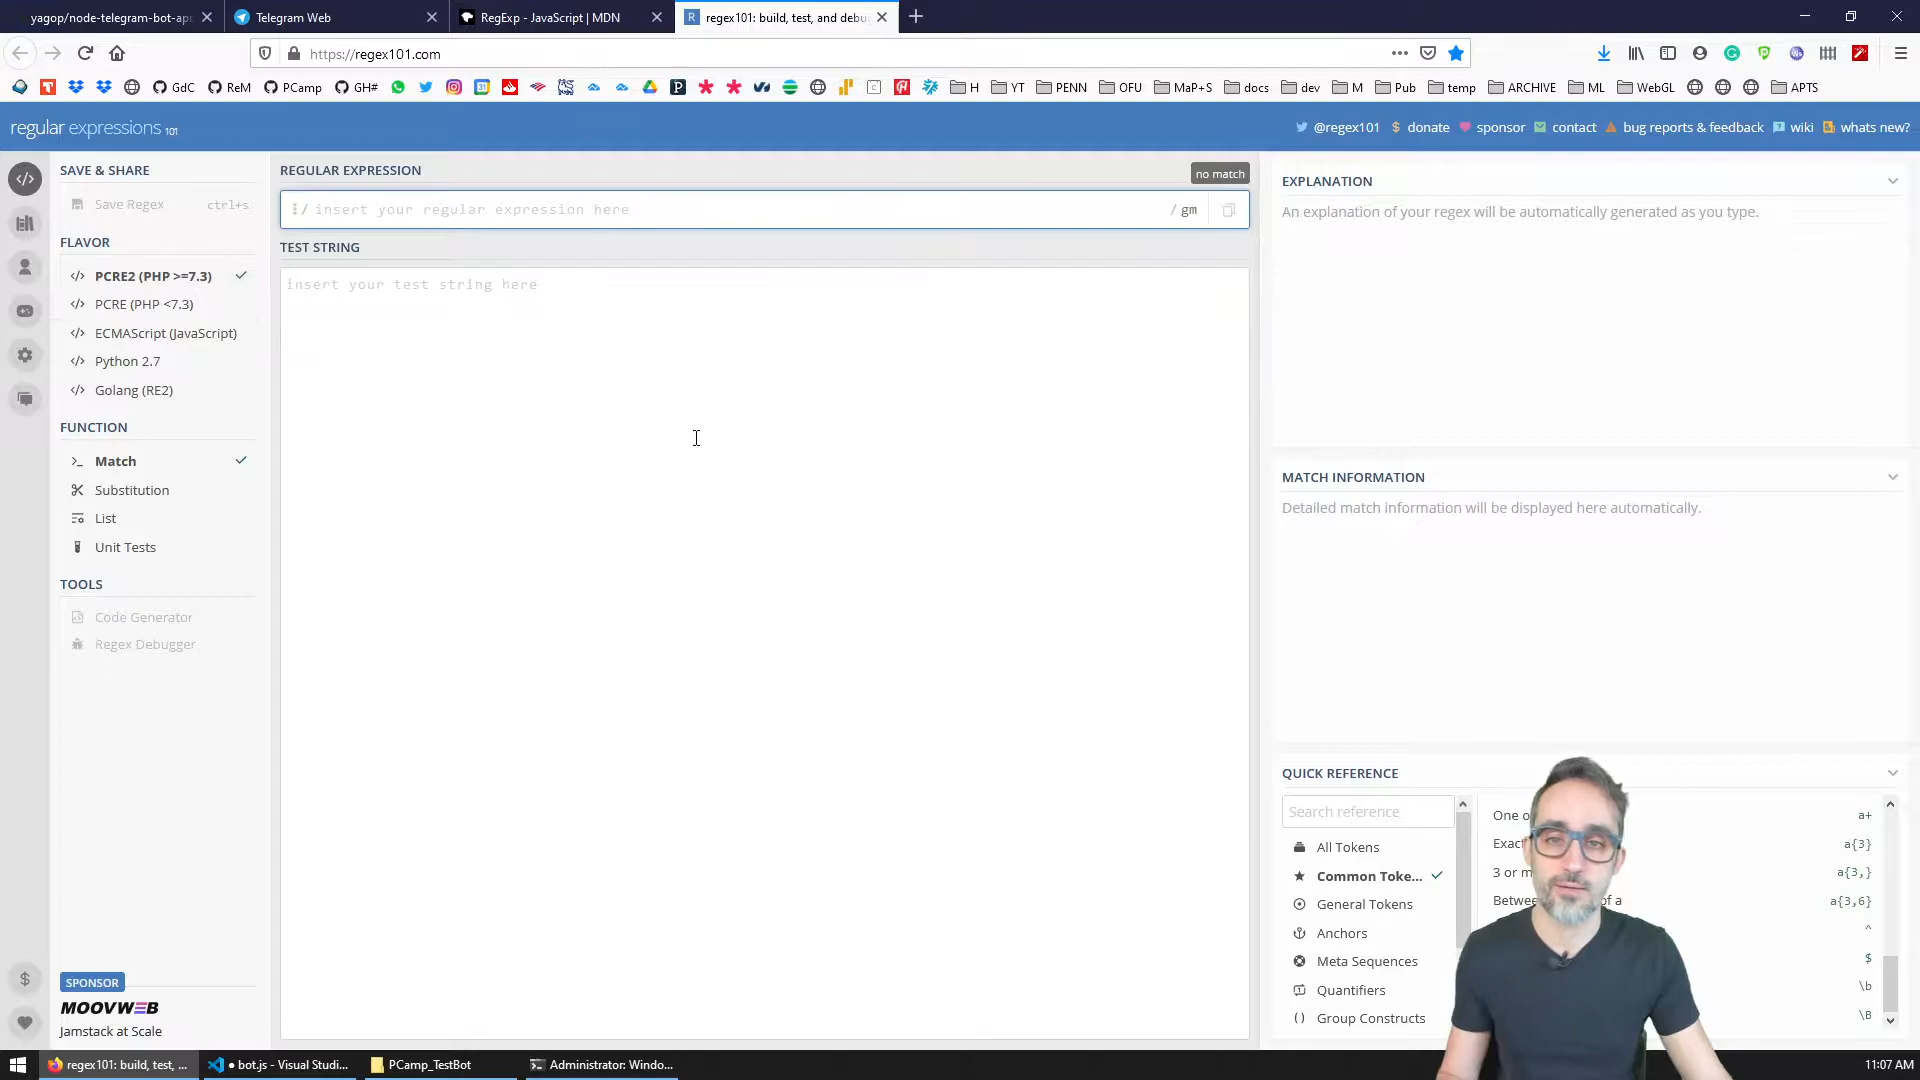 yagop/node-telegram-bot-ap
Telegram Web
RegExp - JavaScript | MDN
regex101: build, test, and debu
https://regex101.com
GdC
ReM
PCamp
GH#
H
YT
PENN
OFU
MaP+S
docs
dev
M
Pub
temp
ARCHIVE
ML
WebGL
APTS
regular expressions 101
@regex101
$ donate
sponsor
contact
bug reports & feedback
wiki
whats new?
SAVE & SHARE
Save Regex ctrl+s
FLAVOR
</> PCRE2 (PHP >=7.3)
</> PCRE (PHP <7.3)
</> ECMAScript (JavaScript)
</> Python 2.7
</> Golang (RE2)
FUNCTION
Match
Substitution
List
Unit Tests
TOOLS
Code Generator
Regex Debugger
SPONSOR
MOOVWEB
Jamstack at Scale
REGULAR EXPRESSION
no match
/ insert your regular expression here / gm
TEST STRING
insert your test string here
EXPLANATION
An explanation of your regex will be automatically generated as you type.
MATCH INFORMATION
Detailed match information will be displayed here automatically.
QUICK REFERENCE
Search reference
All Tokens
Common Toke...
General Tokens
Anchors
Meta Sequences
Quantifiers
( ) Group Constructs
One a+
a{3}
3 or a{3,}
of a a{3,6}
^
$
\b
\B
regex101: build, test, ...
● bot.js - Visual Studi...
PCamp_TestBot
Administrator: Windo...
11:07 AM